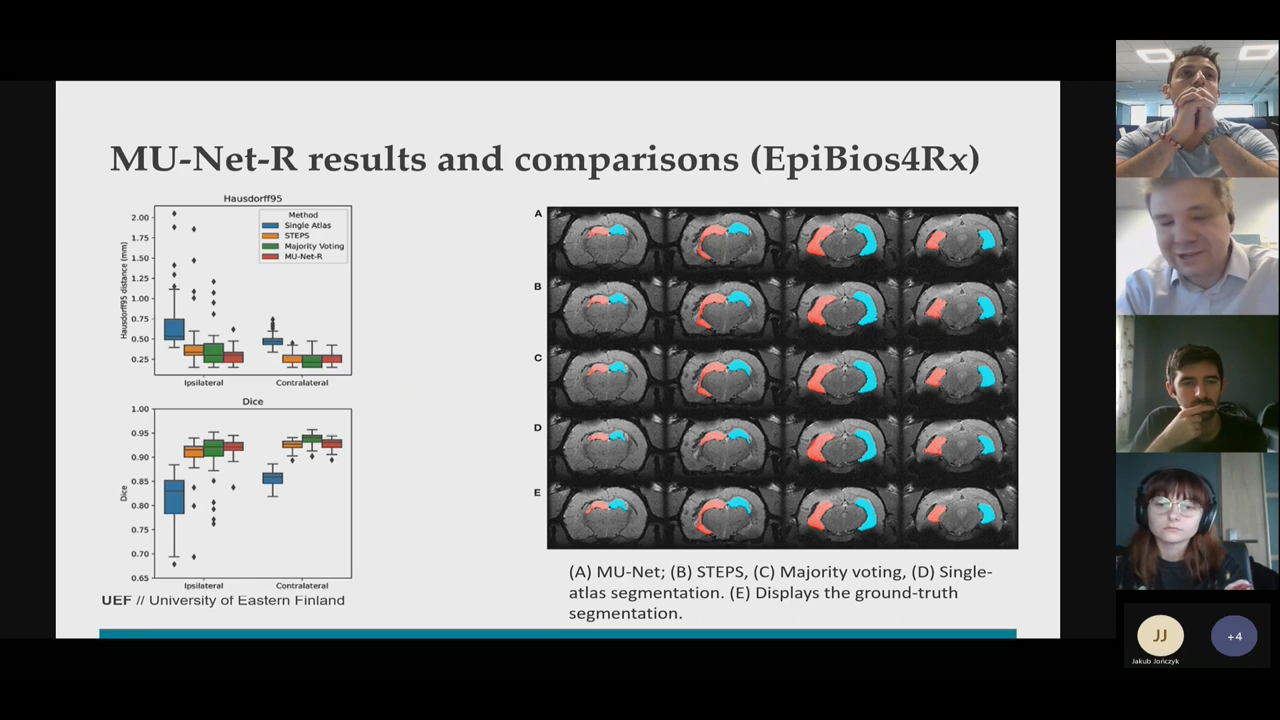 MU-Net-R results and comparisons (EpiBios4Rx)
Hausdorff95
Method
Single Atlas
STEPS
Majority Voting
MU-Net-R
Hausdorff95 distance (mm)
2.00
1.75
1.50
1.25
1.00
0.75
0.50
0.25
Ipsilateral
Contralateral
Dice
Dice
1.00
0.95
0.90
0.85
0.80
0.75
0.70
0.65
Ipsilateral
Contralateral
UEF // University of Eastern Finland
A
B
C
D
E
(A) MU-Net; (B) STEPS, (C) Majority voting, (D) Single-
atlas segmentation. (E) Displays the ground-truth
segmentation.
JJ
Jakub Jończyk
+4